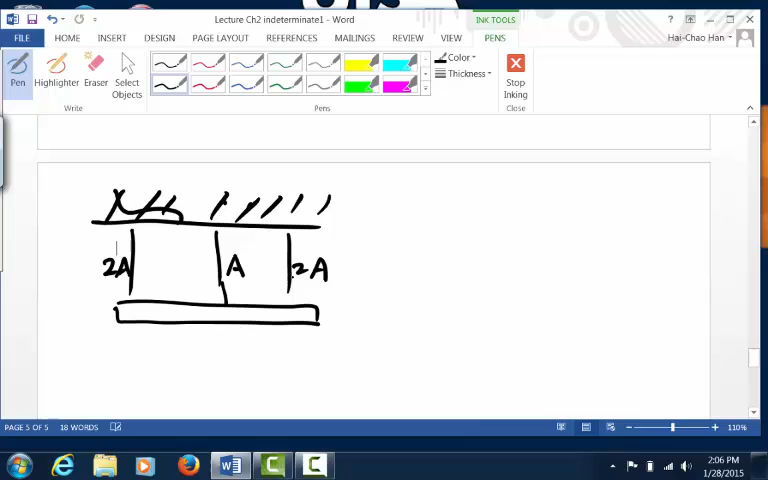 Lecture Ch2 indeterminate1 - Word
INK TOOLS
FILE HOME INSERT DESIGN PAGE LAYOUT REFERENCES MAILINGS REVIEW VIEW PENS
Hai-Chao Han
Pen Highlighter Eraser Select Objects
Color
Thickness
Stop Inking
Write Pens Close
2A A 2A
PAGE 5 OF 5 18 WORDS
110%
2:06 PM
1/28/2015